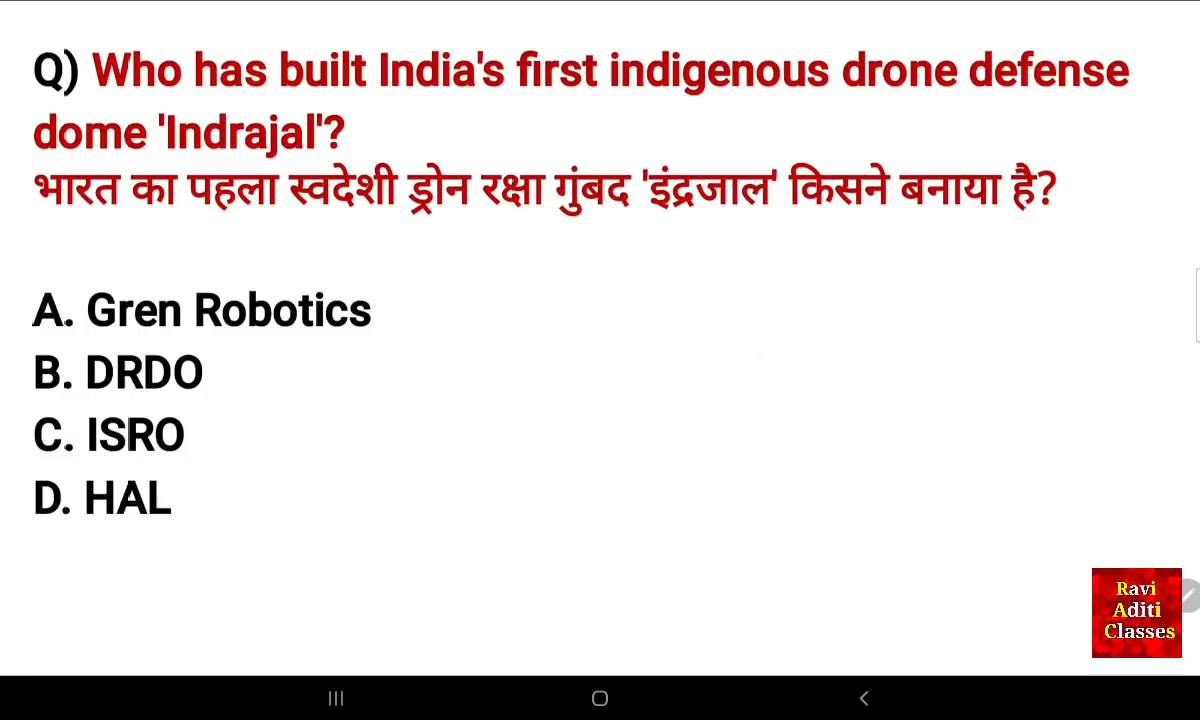 Q) Who has built India's first indigenous drone defense
dome 'Indrajal'?
भारत का पहला स्वदेशी ड्रोन रक्षा गुंबद 'इंद्रजाल' किसने बनाया है?
A. Gren Robotics
B. DRDO
C. ISRO
D. HAL
Ravi
Aditi
Classes